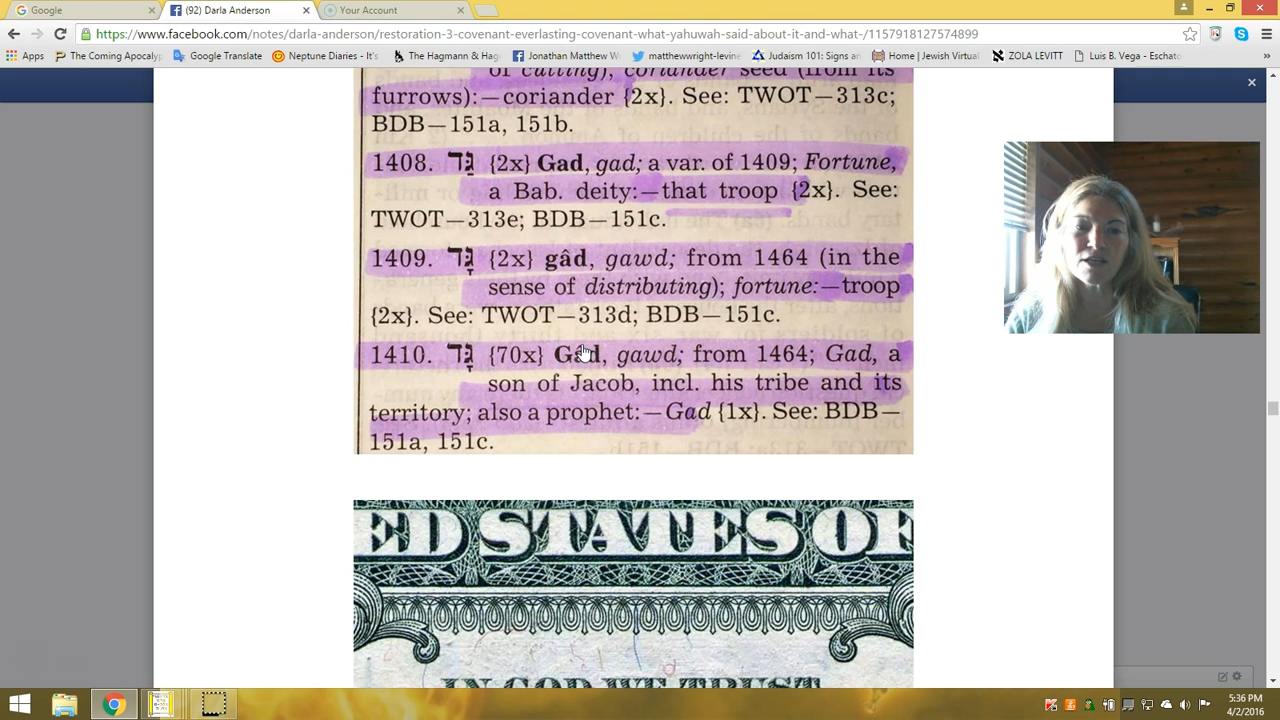 Google
(92) Darla Anderson
Your Account
https://www.facebook.com/notes/darla-anderson/restoration-3-covenant-everlasting-covenant-what-yahuwah-said-about-it-and-what-/1157918127574899
Apps
The Coming Apocalyp
Google Translate
Neptune Diaries - It's
The Hagmann & Hag
Jonathan Matthew W
matthewwright-levine
Judaism 101: Signs an
Home | Jewish Virtual
ZOLA LEVITT
Luis B. Vega - Eschato
of cutting), coriander seed (from its
furrows):—coriander {2x}. See: TWOT—313c;
BDB—151a, 151b.
1408. גַּד {2x} Gad, gad; a var. of 1409; Fortune,
a Bab. deity:—that troop {2x}. See:
TWOT—313e; BDB—151c.
1409. גָּד {2x} gâd, gawd; from 1464 (in the
sense of distributing); fortune:—troop
{2x}. See: TWOT—313d; BDB—151c.
1410. גָּד {70x} Gâd, gawd; from 1464; Gad, a
son of Jacob, incl. his tribe and its
territory; also a prophet:—Gad {1x}. See: BDB—
151a, 151c.
ED STATES OF
IN GOD WE TRUST
5:36 PM
4/2/2016